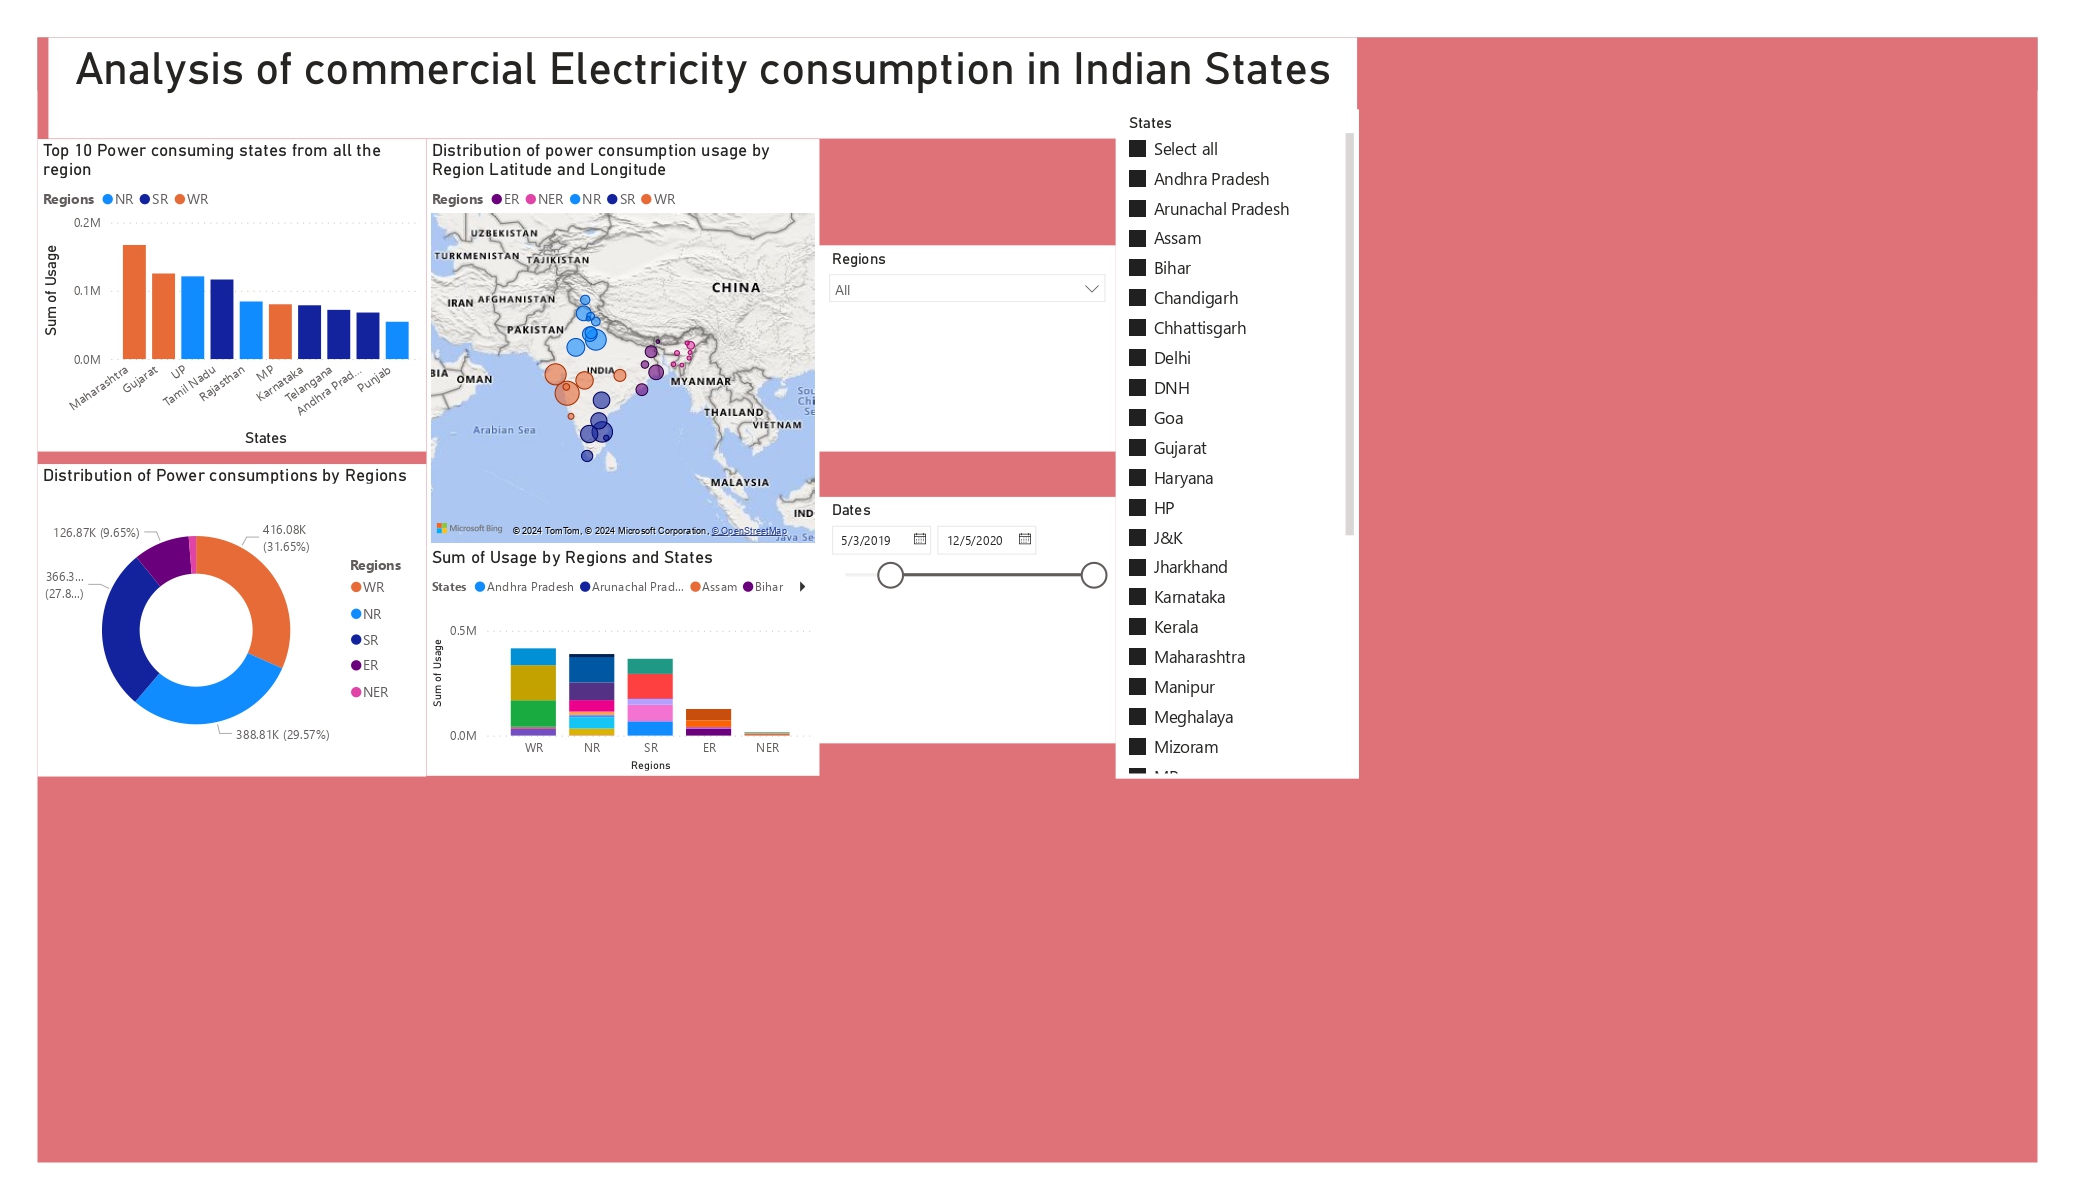 Analysis of commercial Electricity consumption in Indian States
Top 10 Power consuming states from all the
region
Regions NR SR WR
0.2M
0.1M
0.0M
Sum of Usage
Maharashtra
Gujarat
UP
Tamil Nadu
Rajasthan
MP
Karnataka
Telangana
Andhra Prad...
Punjab
States
Distribution of Power consumptions by Regions
126.87K (9.65%)
416.08K
(31.65%)
366.3...
(27.8...)
388.81K (29.57%)
Regions
WR
NR
SR
ER
NER
Distribution of power consumption usage by
Region Latitude and Longitude
Regions ER NER NR SR WR
UZBEKISTAN
TURKMENISTAN
TAJIKISTAN
CHINA
IRAN
AFGHANISTAN
PAKISTAN
INDIA
BIA
OMAN
MYANMAR
THAILAND
VIETNAM
Arabian Sea
Sou
Chi
Se
MALAYSIA
IND
Java Se
Microsoft Bing
© 2024 TomTom, © 2024 Microsoft Corporation, © OpenStreetMap
Sum of Usage by Regions and States
States Andhra Pradesh Arunachal Prad... Assam Bihar
0.5M
0.0M
Sum of Usage
WR NR SR ER NER
Regions
Regions
All
Dates
5/3/2019
12/5/2020
States
Select all
Andhra Pradesh
Arunachal Pradesh
Assam
Bihar
Chandigarh
Chhattisgarh
Delhi
DNH
Goa
Gujarat
Haryana
HP
J&K
Jharkhand
Karnataka
Kerala
Maharashtra
Manipur
Meghalaya
Mizoram